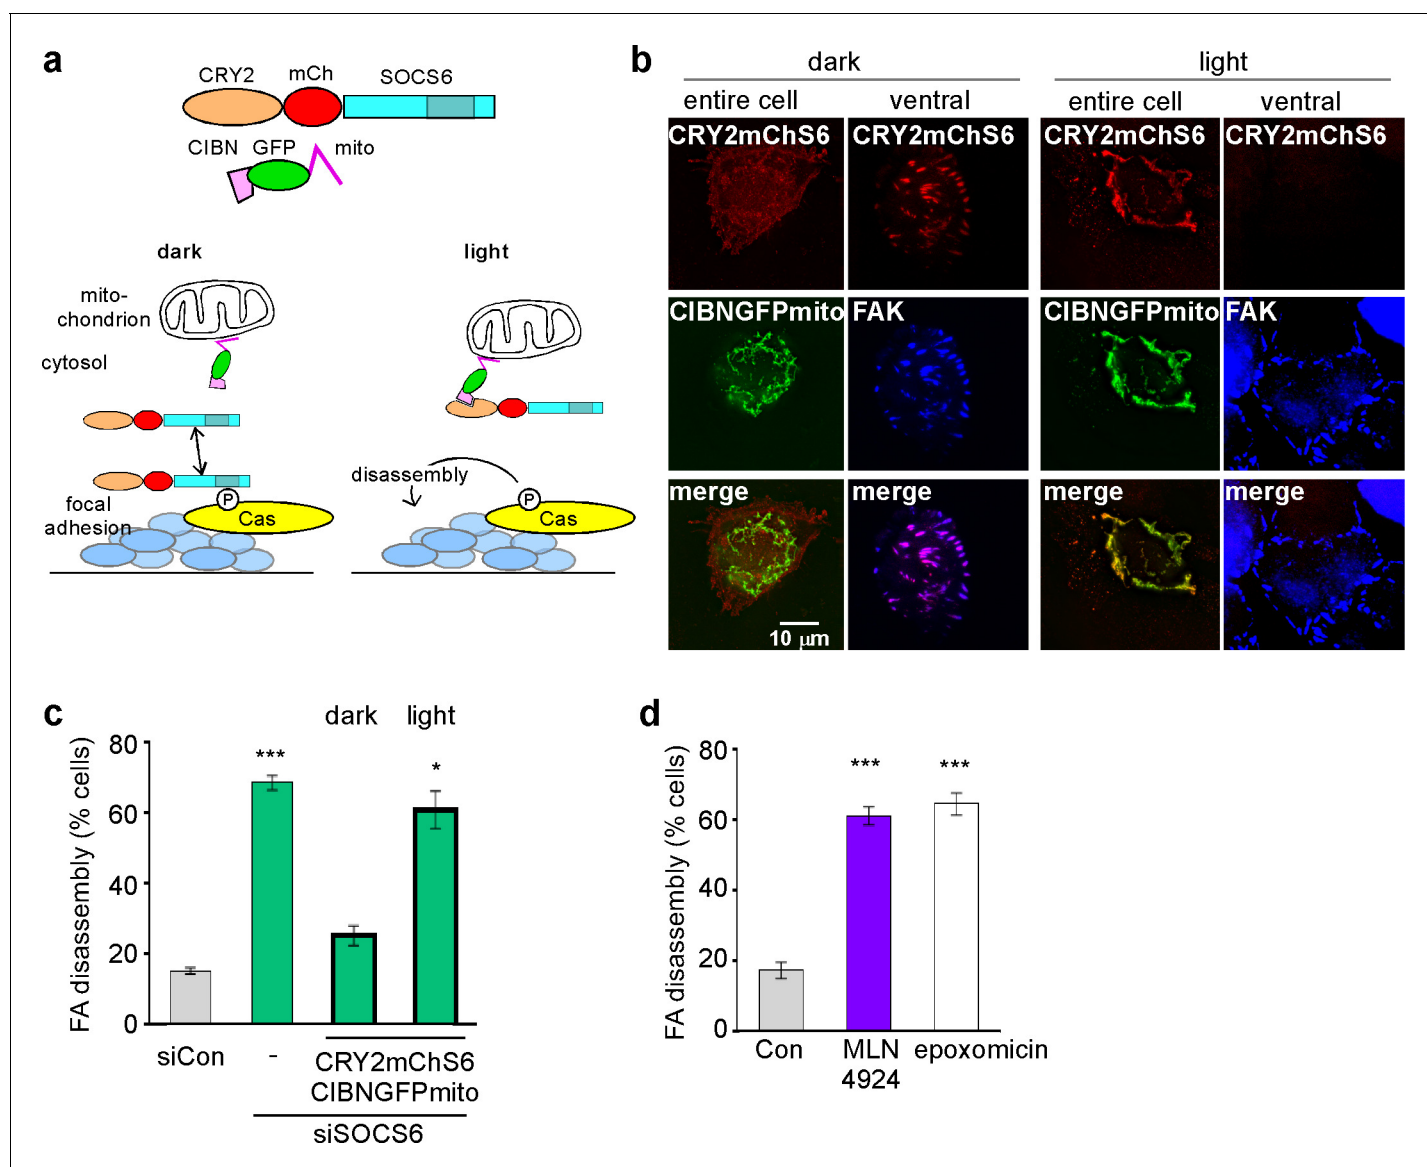 a
CRY2 mCh SOCS6
CIBN GFP mito
dark light
mito-
chondrion
cytosol
focal
adhesion
P
Cas
disassembly
P
Cas
b
dark light
entire cell ventral entire cell ventral
CRY2mChS6 CRY2mChS6 CRY2mChS6 CRY2mChS6
CIBNGFPmito FAK CIBNGFPmito FAK
merge merge merge merge
10 µm
c
dark light
FA disassembly (% cells)
80
60
40
20
0
***
*
siCon - CRY2mChS6
CIBNGFPmito
siSOCS6
d
FA disassembly (% cells)
80
60
40
20
0
*** ***
Con MLN epoxomicin
4924